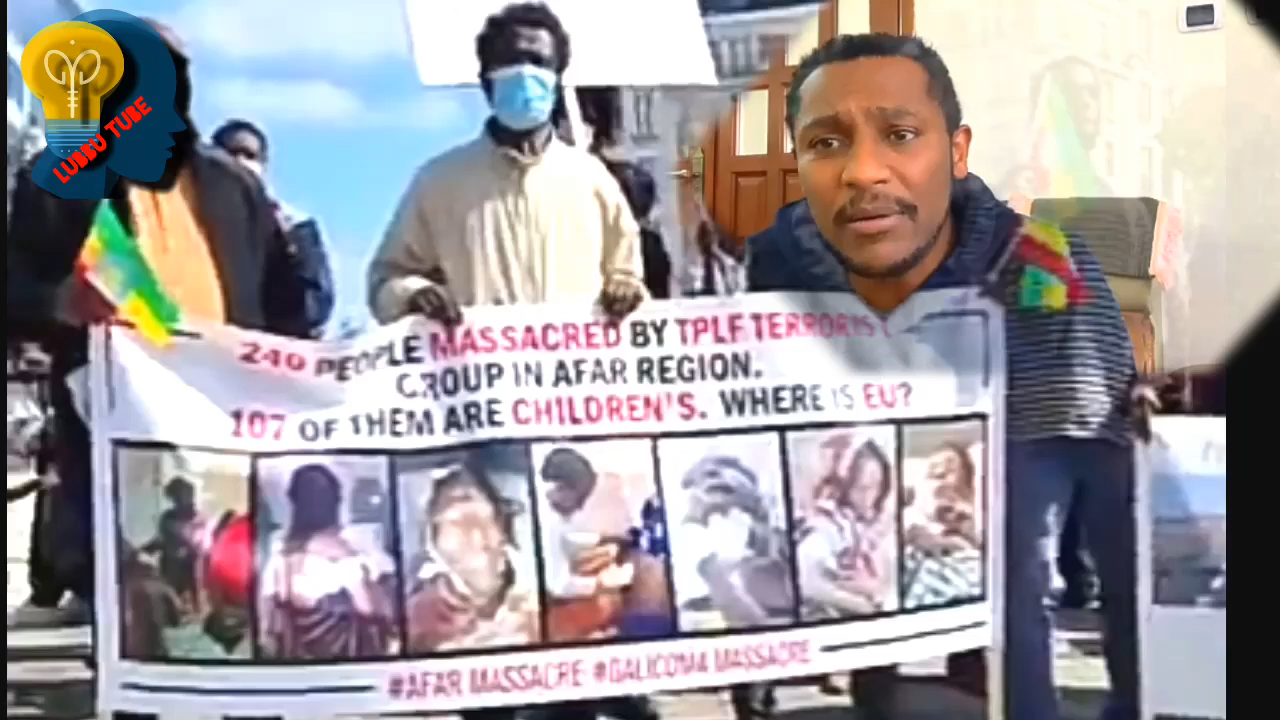 LUBBU TUBE
240 PEOPLE MASSACRED BY TPLF TERRORIST
GROUP IN AFAR REGION.
107 OF THEM ARE CHILDREN'S. WHERE IS EU?
#AFAR MASSACRE #GALICOMA MASSACRE